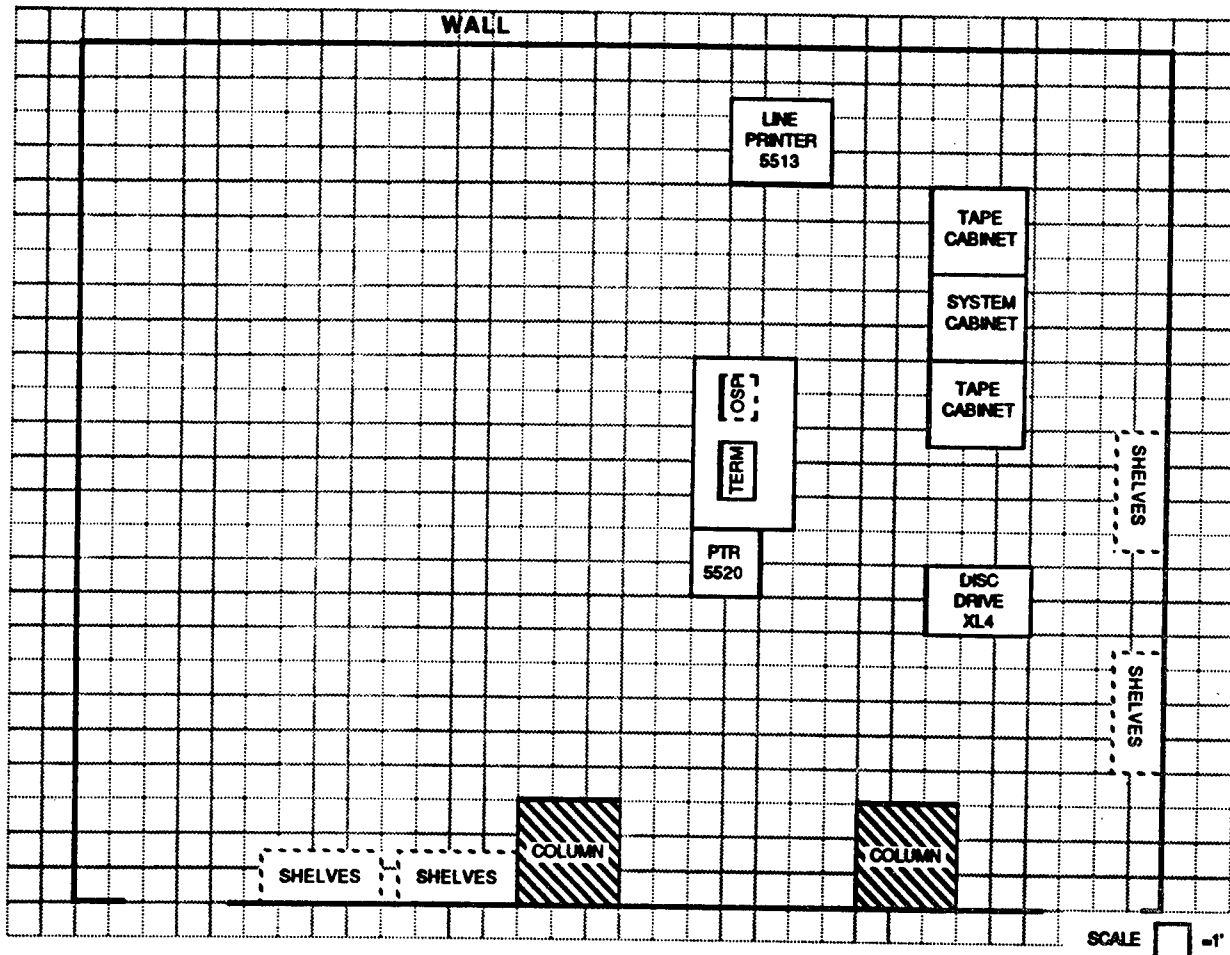 WALL
LINE
PRINTER
5513
TAPE
CABINET
SYSTEM
CABINET
TAPE
CABINET
OSP
TERM
PTR
5520
SHELVES
DISC
DRIVE
XL4
SHELVES
COLUMN
COLUMN
SHELVES
SHELVES
SCALE =1'